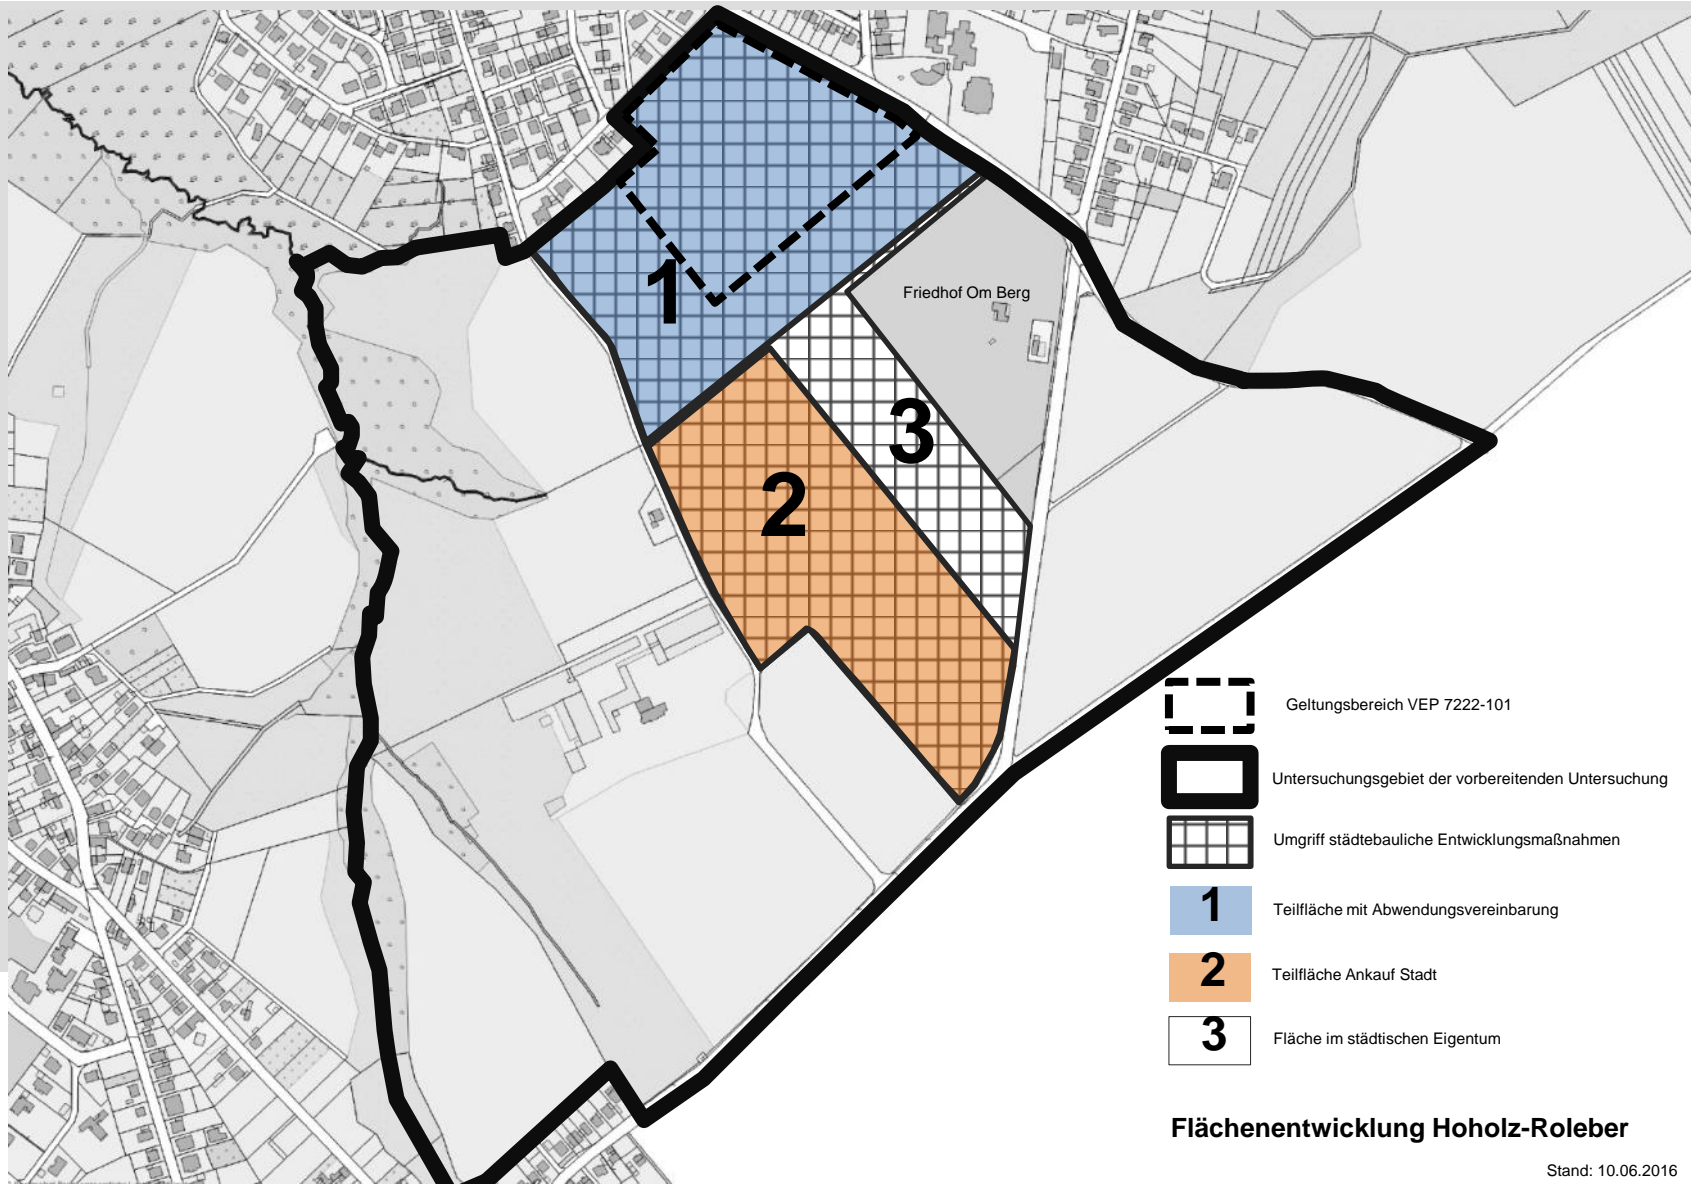 Friedhof Om Berg
1
3
2
Geltungsbereich VEP 7222-101
Untersuchungsgebiet der vorbereitenden Untersuchung
Umgriff städtebauliche Entwicklungsmaßnahmen
1 Teilfläche mit Abwendungsvereinbarung
2 Teilfläche Ankauf Stadt
3 Fläche im städtischen Eigentum
Flächenentwicklung Hoholz-Roleber
Stand: 10.06.2016